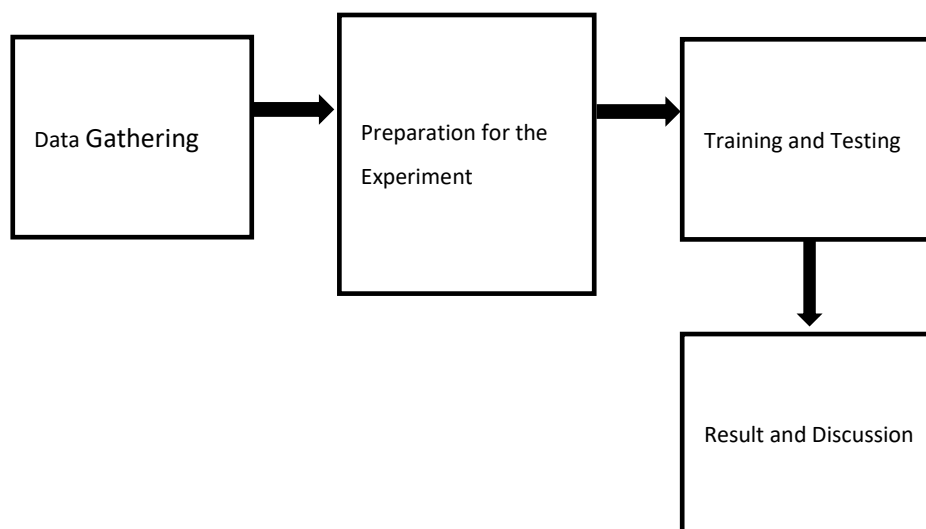 Data Gathering
Preparation for the
Experiment
Training and Testing
Result and Discussion